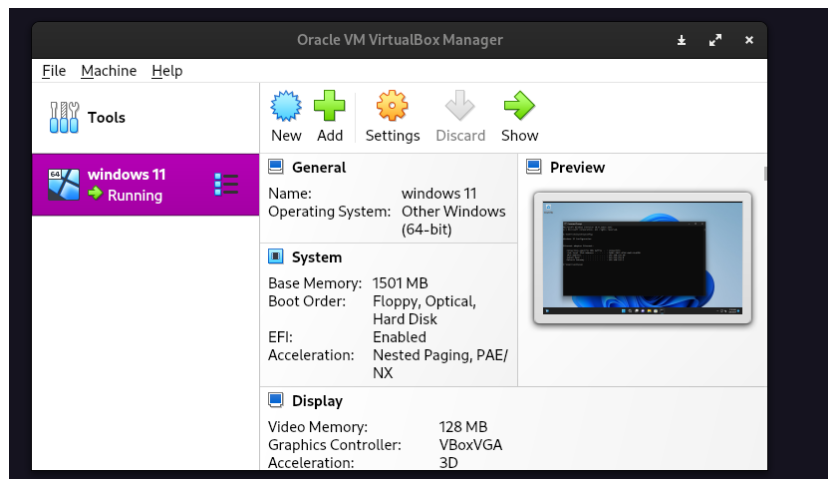 Oracle VM VirtualBox Manager
File Machine Help
Tools
New Add Settings Discard Show
64
windows 11
Running
General
Name: windows 11
Operating System: Other Windows
(64-bit)
System
Base Memory: 1501 MB
Boot Order: Floppy, Optical,
Hard Disk
EFI: Enabled
Acceleration: Nested Paging, PAE/
NX
Display
Video Memory: 128 MB
Graphics Controller: VBoxVGA
Acceleration: 3D
Preview